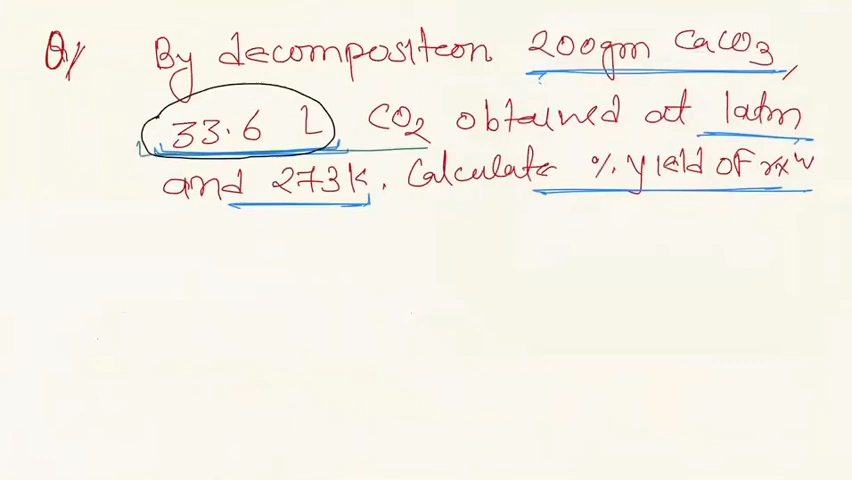 Q/ By decomposition 200gm CaCO3,
33.6 L CO2 obtained at 1atm
and 273K. Calculate % yield of rxn